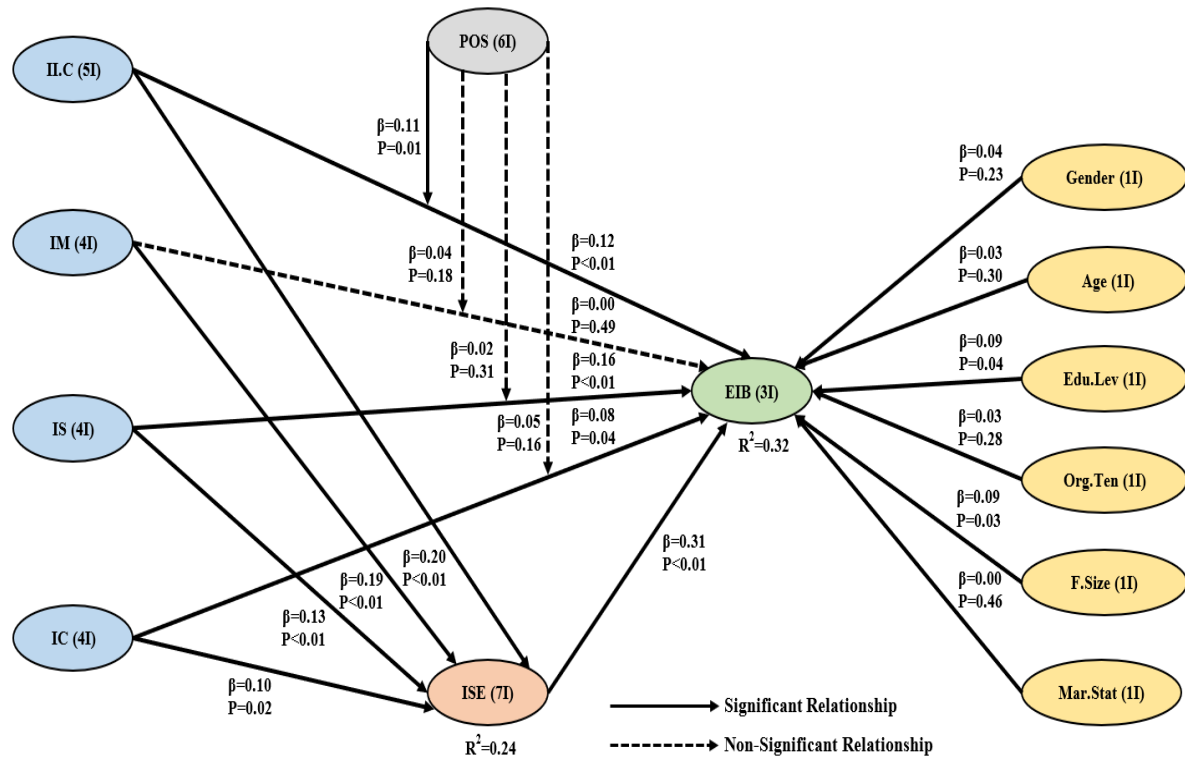 POS (6I)
II.C (5I)
β=0.11
P=0.01
β=0.04
P=0.23
Gender (1I)
IM (4I)
β=0.04
P=0.18
β=0.12
P<0.01
β=0.03
P=0.30
Age (1I)
β=0.00
P=0.49
β=0.02
P=0.31
β=0.16
P<0.01
β=0.09
P=0.04
Edu.Lev (1I)
EIB (3I)
R²=0.32
IS (4I)
β=0.05
P=0.16
β=0.08
P=0.04
β=0.03
P=0.28
Org.Ten (1I)
β=0.09
P=0.03
β=0.20
P<0.01
β=0.31
P<0.01
β=0.19
P<0.01
β=0.00
P=0.46
F.Size (1I)
β=0.13
P<0.01
IC (4I)
β=0.10
P=0.02
ISE (7I)
R²=0.24
Mar.Stat (1I)
Significant Relationship
Non-Significant Relationship